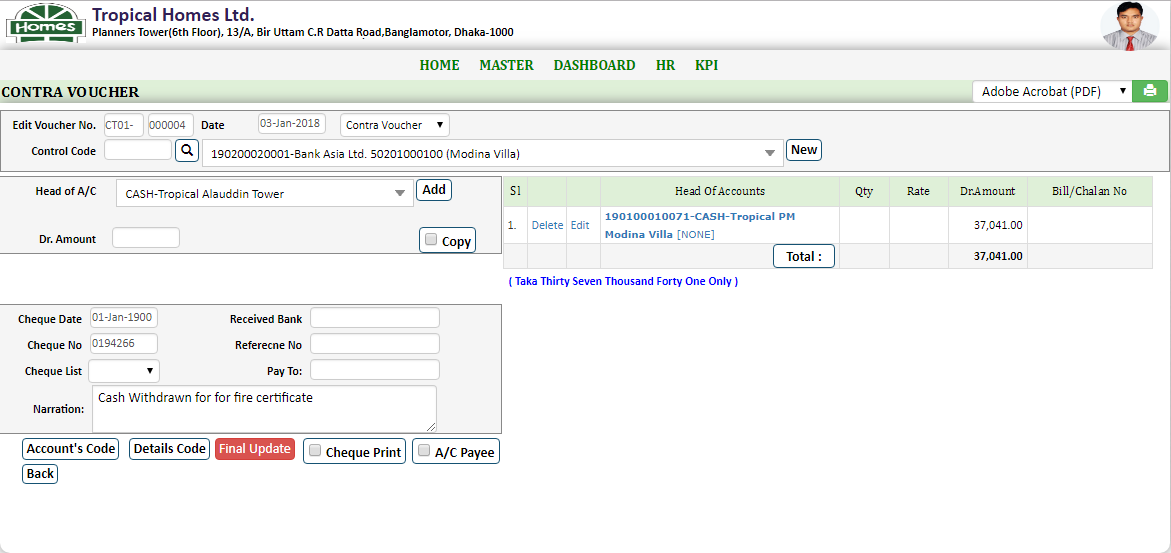 Homes
Tropical Homes Ltd.
Planners Tower(6th Floor), 13/A, Bir Uttam C.R Datta Road,Banglamotor, Dhaka-1000
HOME MASTER DASHBOARD HR KPI
CONTRA VOUCHER
Adobe Acrobat (PDF)
Edit Voucher No. CT01- 000004 Date 03-Jan-2018 Contra Voucher
Control Code 190200020001-Bank Asia Ltd. 50201000100 (Modina Villa) New
Head of A/C CASH-Tropical Alauddin Tower Add
Dr. Amount Copy
Sl Head Of Accounts Qty Rate Dr.Amount Bill/Chalan No
1. Delete Edit 190100010071-CASH-Tropical PM 37,041.00
Modina Villa [NONE]
Total : 37,041.00
( Taka Thirty Seven Thousand Forty One Only )
Cheque Date 01-Jan-1900 Received Bank
Cheque No 0194266 Referecne No
Cheque List Pay To:
Narration: Cash Withdrawn for for fire certificate
Account's Code Details Code Final Update Cheque Print A/C Payee
Back